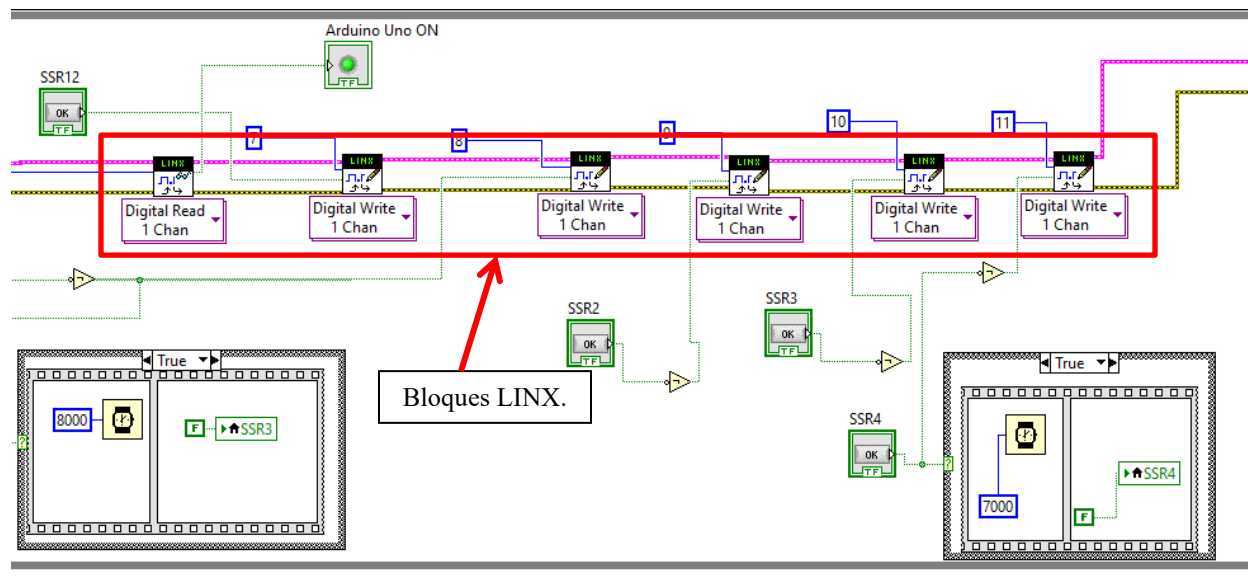 Arduino Uno ON
TF
SSR12
OK
TF
7
8
9
10
11
LINX
LINX
LINX
LINX
LINX
LINX
Digital Read
1 Chan
Digital Write
1 Chan
Digital Write
1 Chan
Digital Write
1 Chan
Digital Write
1 Chan
Digital Write
1 Chan
SSR2
OK
TF
SSR3
OK
TF
True
8000
F
SSR3
?
Bloques LINX.
SSR4
OK
TF
True
?
7000
F
SSR4